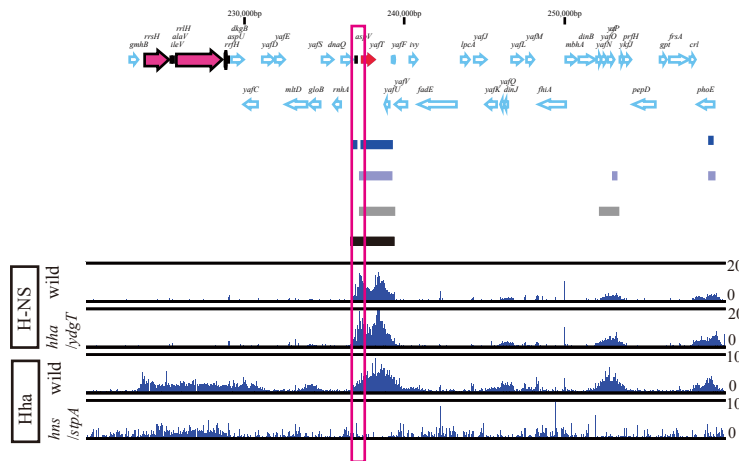 230,000bp 240,000bp 250,000bp
rrsH rrlH alaV ileV dkgB aspU rrfH
gmhB yafD yafE yafS dnaQ aspV yafT yafF ivy lpcA yafJ yafL yafM mbhA dinB yafN yafO yafP ykfJ prfH gpt frsA crl
yafC mltD gloB rnhA yafU yafV fadE yafK yafQ dinJ fhiA pepD phoE
H-NS
wild
20
0
hha
/ydgT
20
0
Hha
wild
10
0
hns
/stpA
10
0